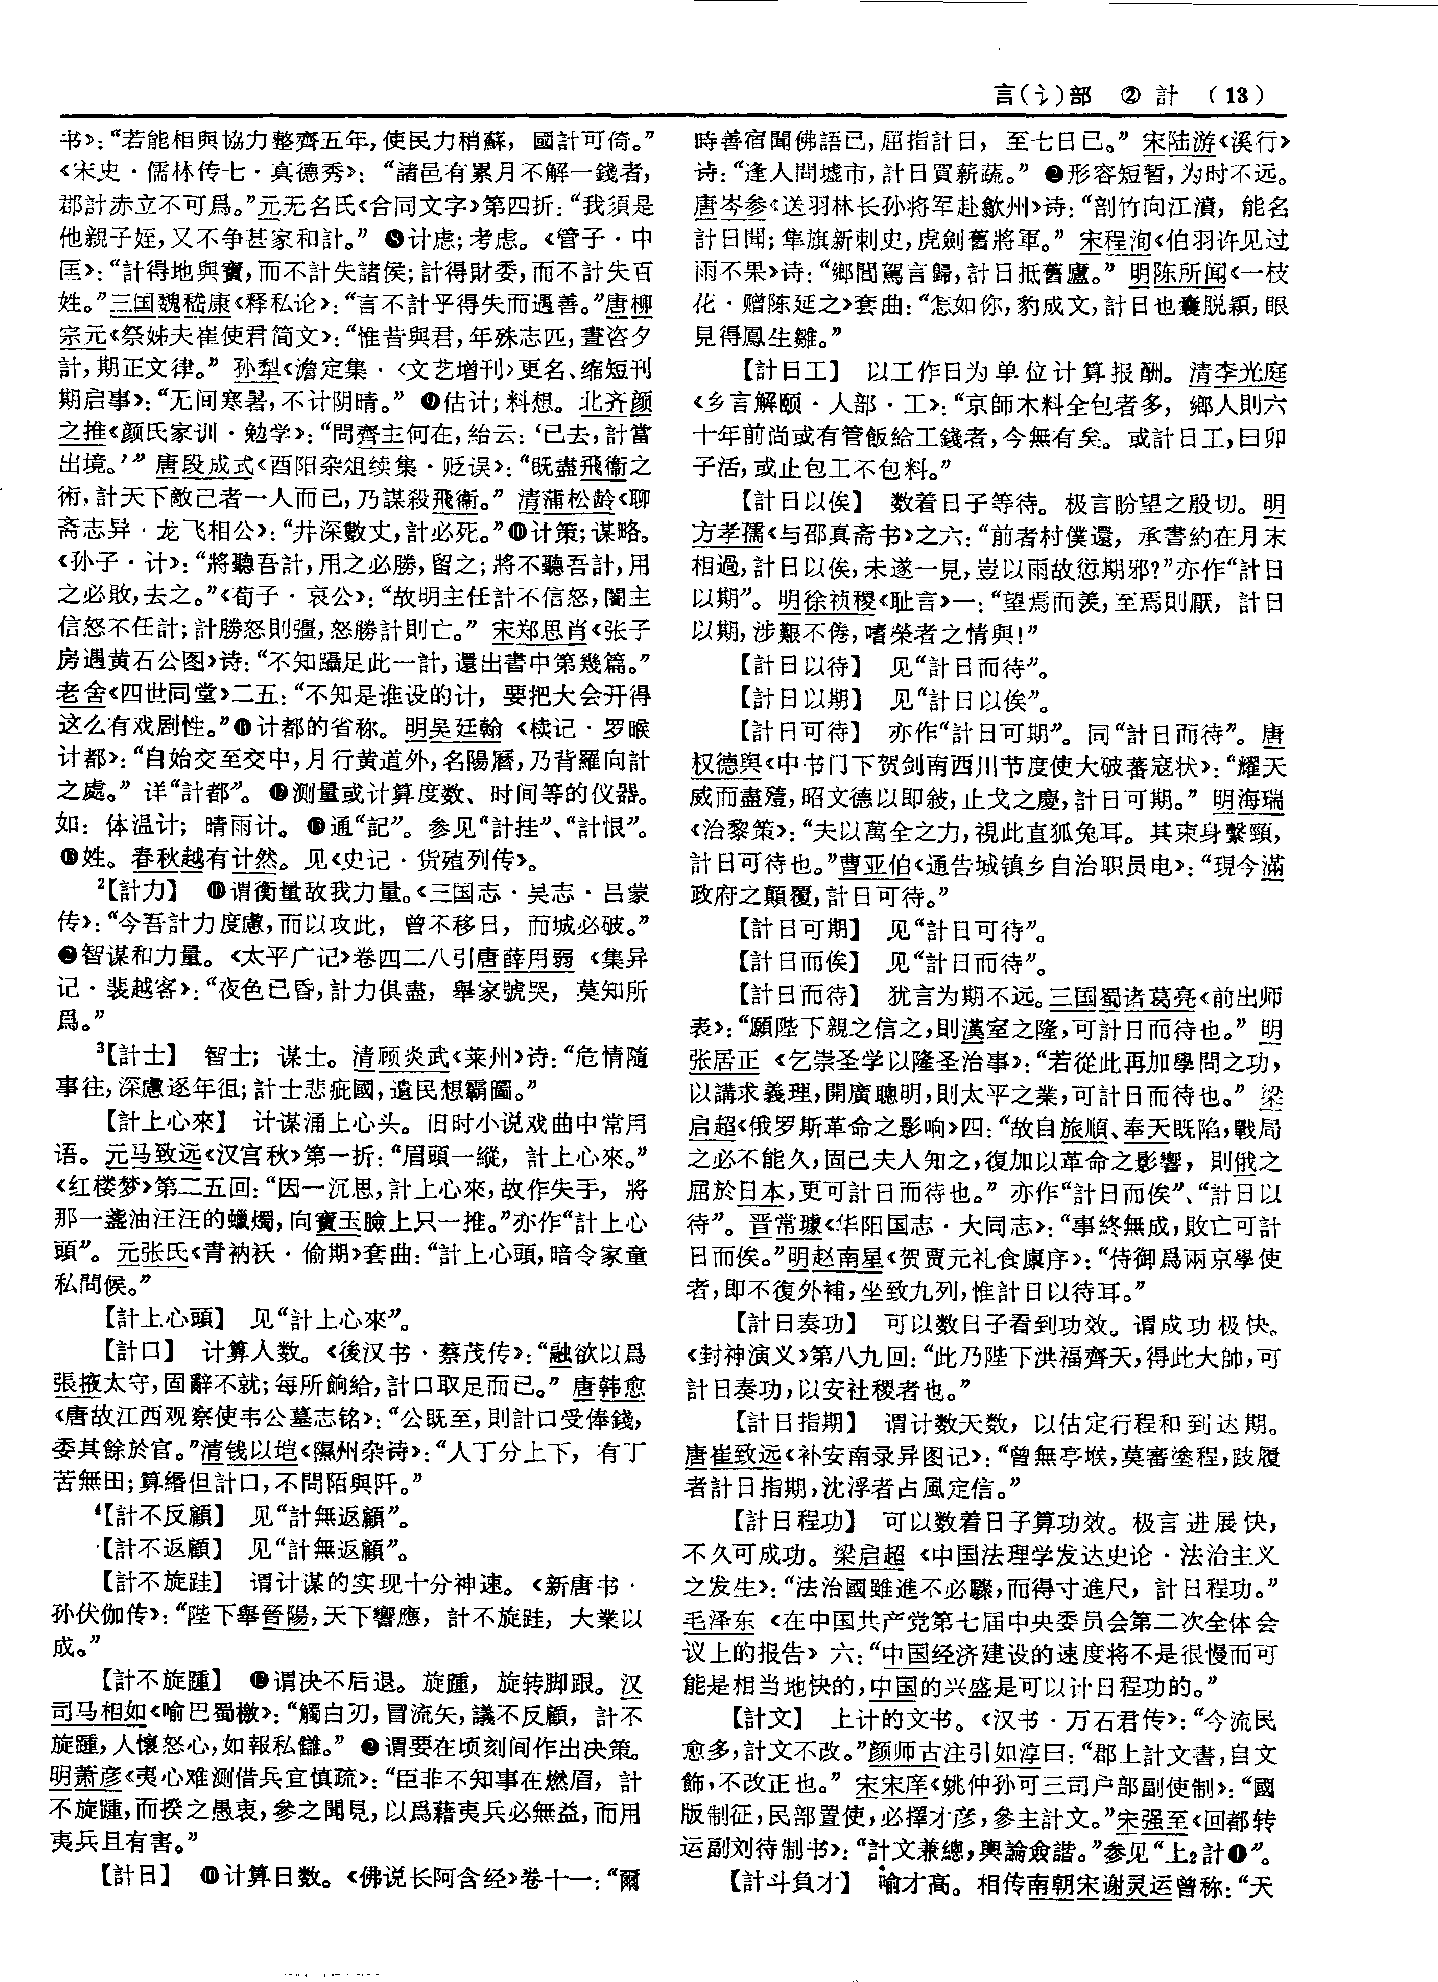 言(讠)部　②　計　（13）
书》：“若能相與協力整齊五年，使民力稍蘇，國計可倚。”
《宋史·儒林传七·真德秀》：“諸邑有累月不解一錢者，
郡計赤立不可爲。”元无名氏《合同文字》第四折：“我須是
他親子姪，又不争甚家和計。” ❽计虑；考虑。《管子·中
匡》：“計得地與寶，而不計失諸侯；計得財委，而不計失百
姓。”三国魏嵇康《释私论》：“言不計乎得失而遇善。”唐柳
宗元《祭姊夫崔使君简文》：“惟昔與君，年殊志匹，晝咨夕
計，期正文律。” 孙犁《澹定集·〈文艺增刊〉更名、缩短刊
期启事》：“无间寒暑，不计阴晴。” ❾估计；料想。北齐颜
之推《颜氏家训·勉学》：“問齊主何在，紿云：‘已去，計當
出境。’” 唐段成式《酉阳杂俎续集·贬误》：“既盡飛衞之
術，計天下敵己者一人而已，乃謀殺飛衞。” 清蒲松龄《聊
斋志异·龙飞相公》：“井深數丈，計必死。”❿计策；谋略。
《孙子·计》：“將聽吾計，用之必勝，留之；將不聽吾計，用
之必敗，去之。”《荀子·哀公》：“故明主任計不信怒，闇主
信怒不任計；計勝怒則彊，怒勝計則亡。” 宋郑思肖《张子
房遇黄石公图》诗：“不知躡足此一計，還出書中第幾篇。”
老舍《四世同堂》二五：“不知是谁设的计，要把大会开得
这么有戏剧性。”⓫计都的省称。明吴廷翰《椟记·罗睺
计都》：“自始交至交中，月行黄道外，名陽曆，乃背羅向計
之處。” 详“計都”。 ⓬测量或计算度数、时间等的仪器。
如：体温计；晴雨计。 ⓭通“記”。参见“計挂”、“計恨”。
⓮姓。春秋越有计然。见《史记·货殖列传》。
²【計力】 ❶谓衡量敌我力量。《三国志·吴志·吕蒙
传》：“今吾計力度慮，而以攻此，曾不移日，而城必破。”
❷智谋和力量。《太平广记》卷四二八引唐薛用弱《集异
记·裴越客》：“夜色已昏，計力俱盡，舉家號哭，莫知所
爲。”
³【計士】 智士；谋士。清顾炎武《莱州》诗：“危情隨
事往，深慮逐年徂；計士悲疵國，遺民想霸圖。”
【計上心來】 计谋涌上心头。旧时小说戏曲中常用
语。元马致远《汉宫秋》第一折：“眉頭一縱，計上心來。”
《红楼梦》第二五回：“因一沉思，計上心來，故作失手，將
那一盞油汪汪的蠟燭，向寶玉臉上只一推。”亦作“計上心
頭”。元张氏《青衲袄·偷期》套曲：“計上心頭，暗令家童
私問候。”
【計上心頭】 见“計上心來”。
【計口】 计算人数。《後汉书·蔡茂传》：“融欲以爲
張掖太守，固辭不就；每所餉給，計口取足而已。” 唐韩愈
《唐故江西观察使韦公墓志铭》：“公既至，則計口受俸錢，
委其餘於官。”清钱以垲《隰州杂诗》：“人丁分上下，有丁
苦無田；算緡但計口，不問陌與阡。”
⁴【計不反顧】 见“計無返顧”。
【計不返顧】 见“計無返顧”。
【計不旋跬】 谓计谋的实现十分神速。《新唐书·
孙伏伽传》：“陛下舉晉陽，天下響應，計不旋跬，大業以
成。”
【計不旋踵】 ❶谓决不后退。旋踵，旋转脚跟。汉
司马相如《喻巴蜀檄》：“觸白刃，冒流矢，議不反顧，計不
旋踵，人懷怒心，如報私讎。” ❷谓要在顷刻间作出决策。
明萧彦《夷心难测借兵宜慎疏》：“臣非不知事在燃眉，計
不旋踵，而揆之愚衷，參之聞見，以爲藉夷兵必無益，而用
夷兵且有害。”
【計日】 ❶计算日数。《佛说长阿含经》卷十一：“爾
時善宿聞佛語已，屈指計日，至七日已。” 宋陆游《溪行》
诗：“逢人問墟市，計日買薪蔬。” ❷形容短暂，为时不远。
唐岑参《送羽林长孙将军赴歙州》诗：“剖竹向江濆，能名
計日聞；隼旗新刺史，虎劍舊將軍。” 宋程洵《伯羽许见过
雨不果》诗：“鄉閭駕言歸，計日抵舊廬。” 明陈所闻《一枝
花·赠陈延之》套曲：“怎如你，豹成文，計日也囊脱穎，眼
見得鳳生雛。”
【計日工】 以工作日为单位计算报酬。清李光庭
《乡言解颐·人部·工》：“京師木料全包者多，鄉人則六
十年前尚或有管飯給工錢者，今無有矣。或計日工，曰卯
子活，或止包工不包料。”
【計日以俟】 数着日子等待。极言盼望之殷切。明
方孝孺《与邵真斋书》之六：“前者村僕還，承書約在月末
相過，計日以俟，未遂一見，豈以雨故愆期邪？”亦作“計日
以期”。明徐祯稷《耻言》一：“望焉而羨，至焉則厭，計日
以期，涉艱不倦，嗜榮者之情與！”
【計日以待】 见“計日而待”。
【計日以期】 见“計日以俟”。
【計日可待】 亦作“計日可期”。同“計日而待”。唐
权德舆《中书门下贺剑南西川节度使大破蕃寇状》：“耀天
威而盡殪，昭文德以即敍，止戈之慶，計日可期。” 明海瑞
《治黎策》：“夫以萬全之力，視此直狐兔耳。其束身繫頸，
計日可待也。”曹亚伯《通告城镇乡自治职员电》：“現今滿
政府之顛覆，計日可待。”
【計日可期】 见“計日可待”。
【計日而俟】 见“計日而待”。
【計日而待】 犹言为期不远。三国蜀诸葛亮《前出师
表》：“願陛下親之信之，則漢室之隆，可計日而待也。” 明
张居正《乞崇圣学以隆圣治事》：“若從此再加學問之功，
以講求義理，開廣聰明，則太平之業，可計日而待也。” 梁
启超《俄罗斯革命之影响》四：“故自旅順、奉天既陷，戰局
之必不能久，固已夫人知之，復加以革命之影響，則俄之
屈於日本，更可計日而待也。” 亦作“計日而俟”、“計日以
待”。晋常璩《华阳国志·大同志》：“事終無成，敗亡可計
日而俟。”明赵南星《贺贾元礼食廪序》：“侍御爲兩京學使
者，即不復外補，坐致九列，惟計日以待耳。”
【計日奏功】 可以数日子看到功效。谓成功极快。
《封神演义》第八九回：“此乃陛下洪福齊天，得此大帥，可
計日奏功，以安社稷者也。”
【計日指期】 谓计数天数，以估定行程和到达期。
唐崔致远《补安南录异图记》：“曾無亭堠，莫審塗程，跂履
者計日指期，沈浮者占風定信。”
【計日程功】 可以数着日子算功效。极言进展快，
不久可成功。梁启超《中国法理学发达史论·法治主义
之发生》：“法治國雖進不必驟，而得寸進尺，計日程功。”
毛泽东《在中国共产党第七届中央委员会第二次全体会
议上的报告》六：“中国经济建设的速度将不是很慢而可
能是相当地快的，中国的兴盛是可以计日程功的。”
【計文】 上计的文书。《汉书·万石君传》：“今流民
愈多，計文不改。”颜师古注引如淳曰：“郡上計文書，自文
飾，不改正也。” 宋宋庠《姚仲孙可三司户部副使制》：“國
版制征，民部置使，必擇才彦，參主計文。”宋强至《回都转
运副刘待制书》：“計文兼總，輿論僉諧。”参见“上₂計❶”。
【計斗負才】 喻才高。相传南朝宋谢灵运曾称：“天